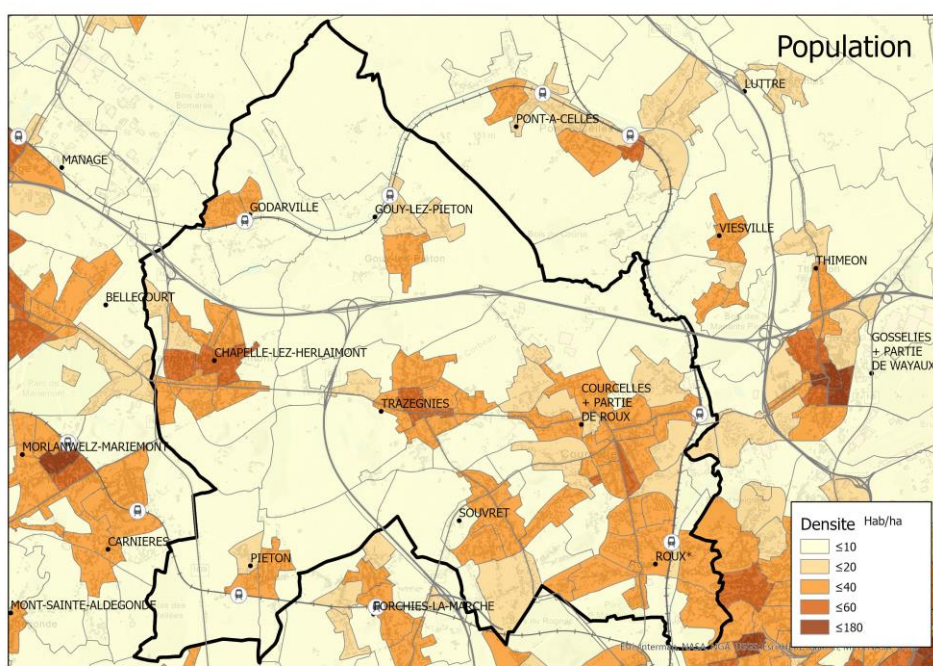 Population
LUTTRE
PONT-A-CELLES
MANAGE
GODARVILLE
GOUY-LEZ-PIETON
VIESVILLE
THIMEON
BELLECOURT
GOSSELIES
+ PARTIE
DE WAYAUX
CHAPELLE-LEZ-HERLAIMONT
COURCELLES
+ PARTIE
DE ROUX
TRAZEGNIES
MORLANWELZ-MARIEMONT
SOUVRET
CARNIERES
PIETON
ROUX*
MONT-SAINTE-ALDEGONDE
FORCHIES-LA-MARCHE
Densite Hab/ha
≤10
≤20
≤40
≤60
≤180